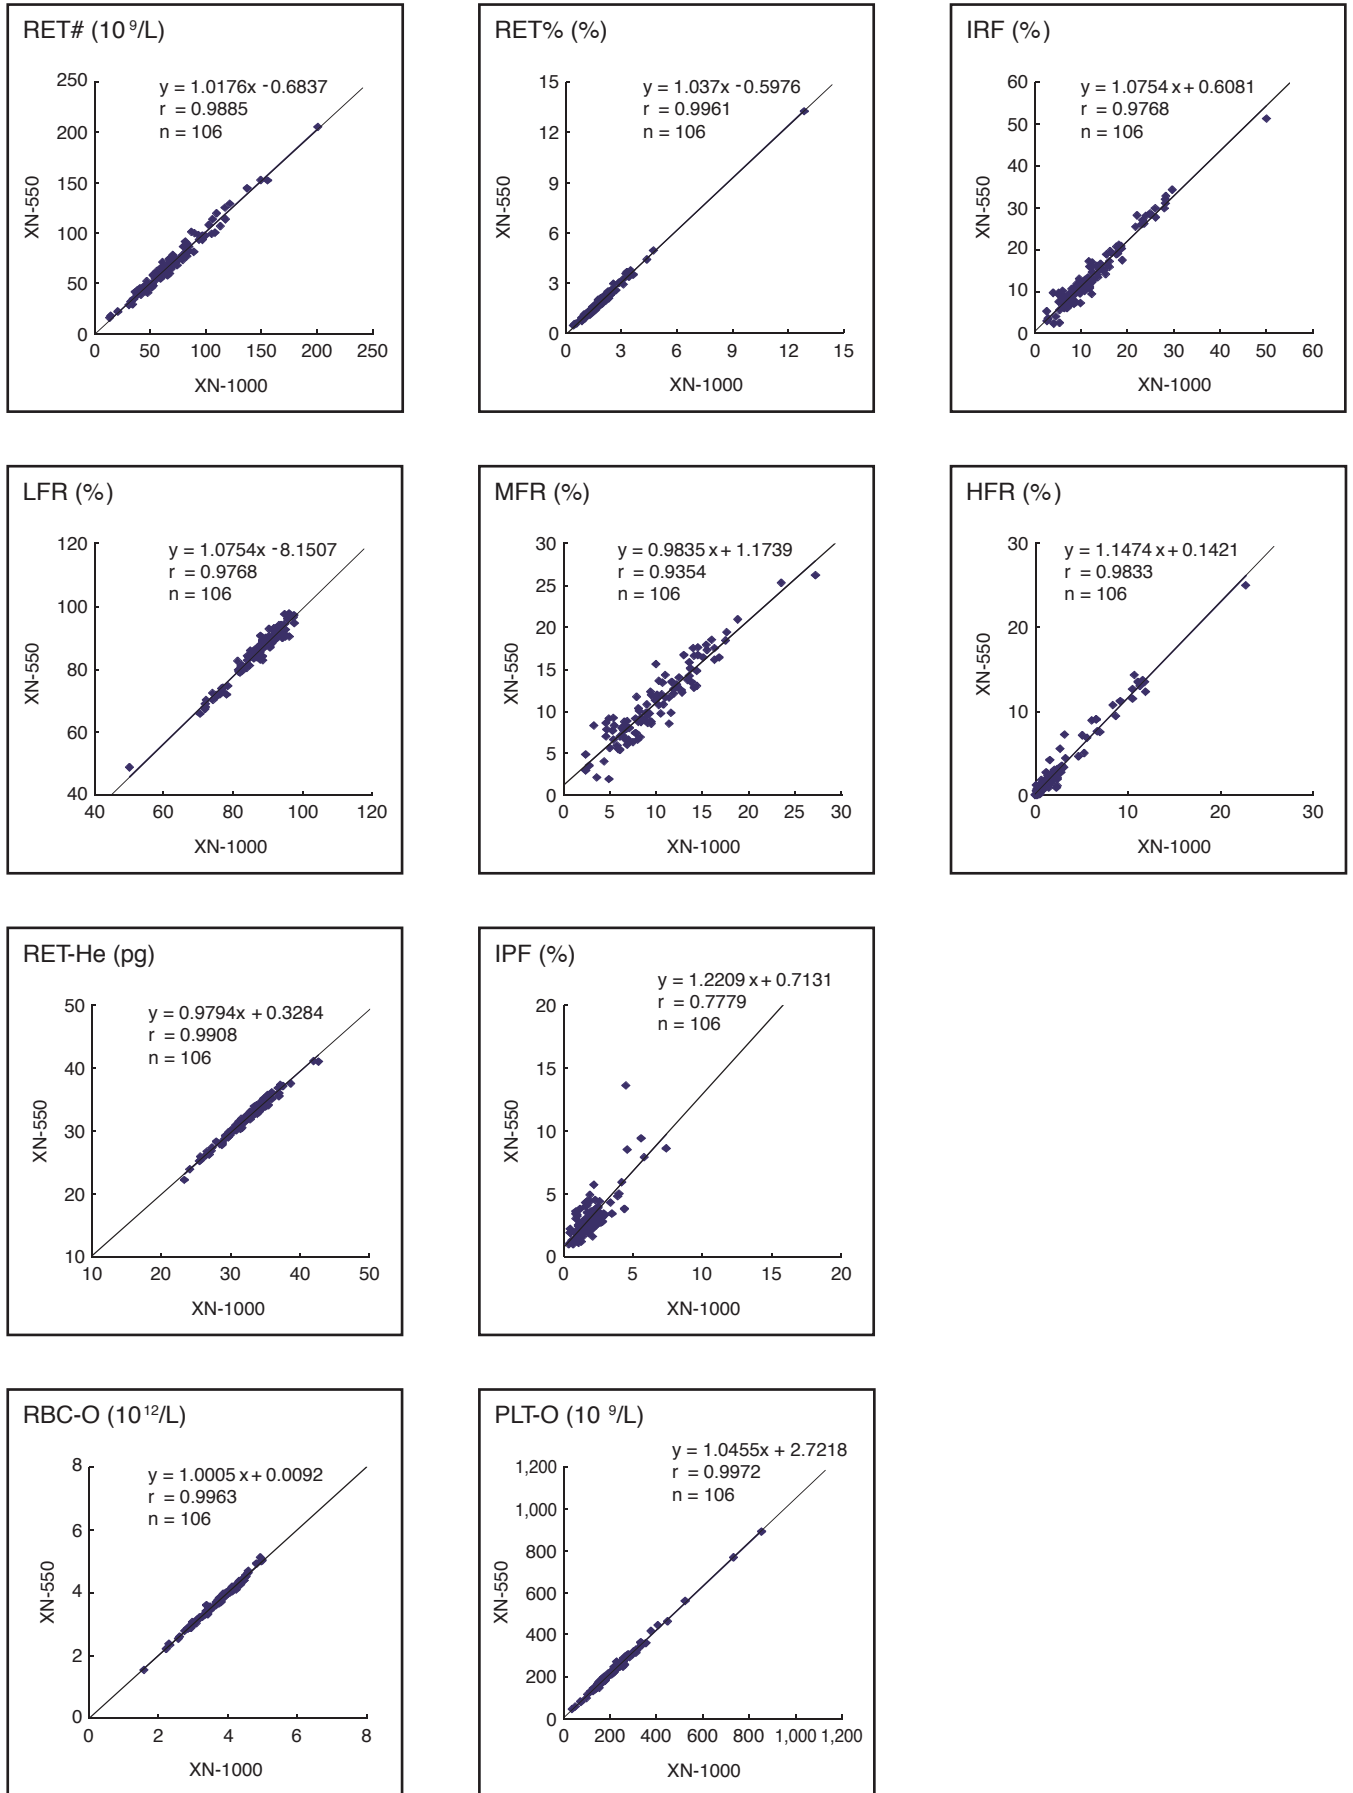 RET# (10⁹/L)
y = 1.0176x -0.6837
r = 0.9885
n = 106
250
200
150
100
50
0
XN-550
0 50 100 150 200 250
XN-1000
RET% (%)
y = 1.037x -0.5976
r = 0.9961
n = 106
15
12
9
6
3
0
XN-550
0 3 6 9 12 15
XN-1000
IRF (%)
y = 1.0754 x + 0.6081
r = 0.9768
n = 106
60
50
40
30
20
10
0
XN-550
0 10 20 30 40 50 60
XN-1000
LFR (%)
y = 1.0754x -8.1507
r = 0.9768
n = 106
120
100
80
60
40
XN-550
40 60 80 100 120
XN-1000
MFR (%)
y = 0.9835 x + 1.1739
r = 0.9354
n = 106
30
25
20
15
10
5
0
XN-550
0 5 10 15 20 25 30
XN-1000
HFR (%)
y = 1.1474 x + 0.1421
r = 0.9833
n = 106
30
20
10
0
XN-550
0 10 20 30
XN-1000
RET-He (pg)
y = 0.9794x + 0.3284
r = 0.9908
n = 106
50
40
30
20
10
XN-550
10 20 30 40 50
XN-1000
IPF (%)
y = 1.2209 x + 0.7131
r = 0.7779
n = 106
20
15
10
5
0
XN-550
0 5 10 15 20
XN-1000
RBC-O (10¹²/L)
y = 1.0005 x + 0.0092
r = 0.9963
n = 106
8
6
4
2
0
XN-550
0 2 4 6 8
XN-1000
PLT-O (10 ⁹/L)
y = 1.0455x + 2.7218
r = 0.9972
n = 106
1,200
1,000
800
600
400
200
0
XN-550
0 200 400 600 800 1,000 1,200
XN-1000